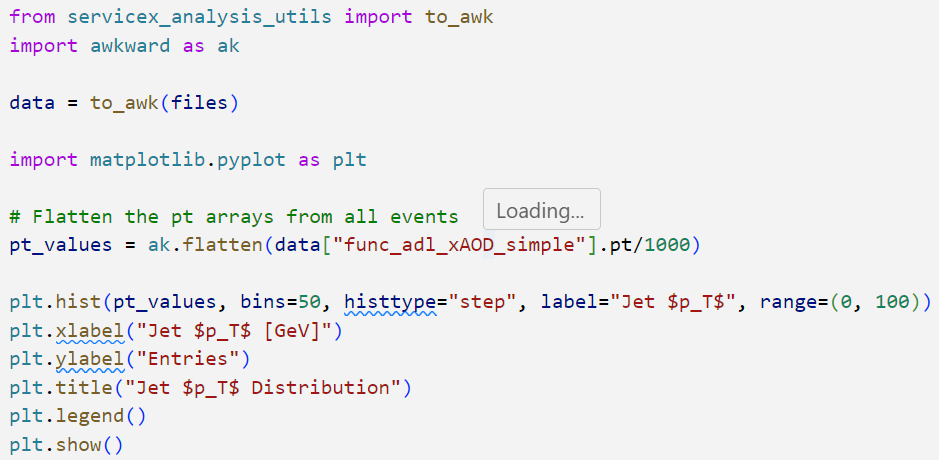 from servicex_analysis_utils import to_awk
import awkward as ak
data = to_awk(files)
import matplotlib.pyplot as plt
Loading...
# Flatten the pt arrays from all events
pt_values = ak.flatten(data["func_adl_xAOD_simple"].pt/1000)
plt.hist(pt_values, bins=50, histtype="step", label="Jet $p_T$", range=(0, 100))
plt.xlabel("Jet $p_T$ [GeV]")
plt.ylabel("Entries")
plt.title("Jet $p_T$ Distribution")
plt.legend()
plt.show()